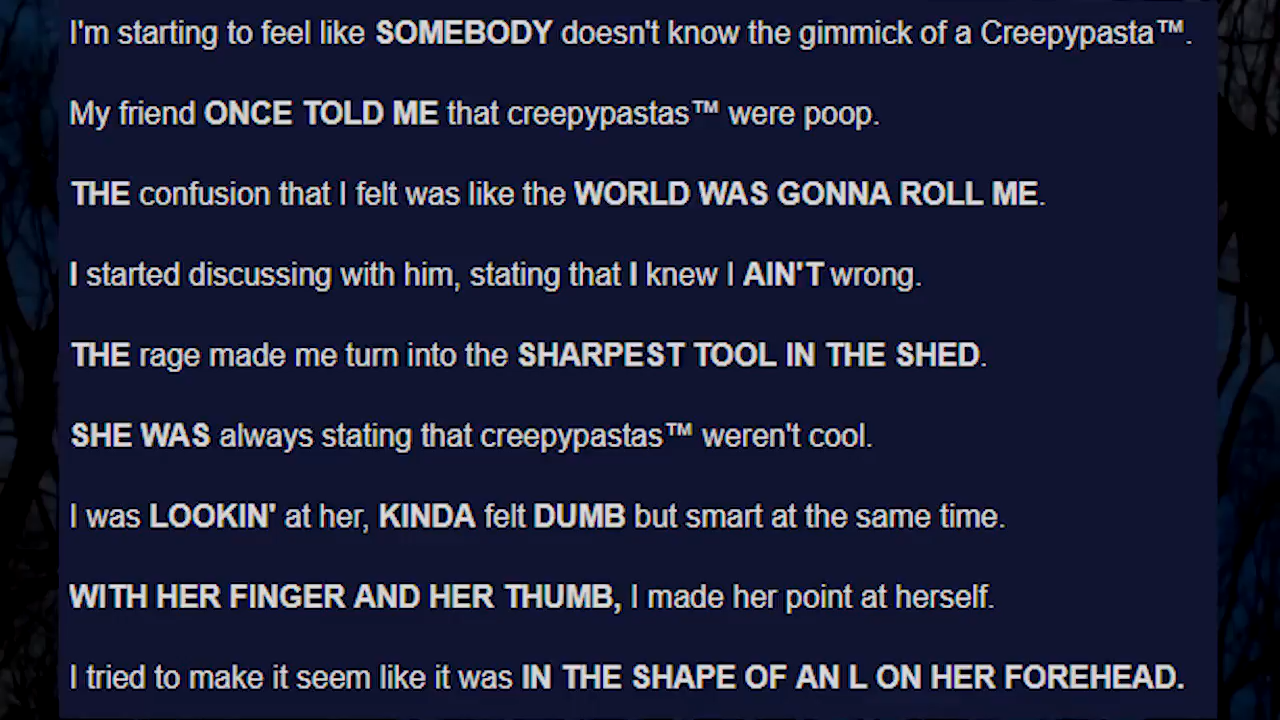 I'm starting to feel like SOMEBODY doesn't know the gimmick of a Creepypasta™.
My friend ONCE TOLD ME that creepypastas™ were poop.
THE confusion that I felt was like the WORLD WAS GONNA ROLL ME.
I started discussing with him, stating that I knew I AIN'T wrong.
THE rage made me turn into the SHARPEST TOOL IN THE SHED.
SHE WAS always stating that creepypastas™ weren't cool.
I was LOOKIN' at her, KINDA felt DUMB but smart at the same time.
WITH HER FINGER AND HER THUMB, I made her point at herself.
I tried to make it seem like it was IN THE SHAPE OF AN L ON HER FOREHEAD.